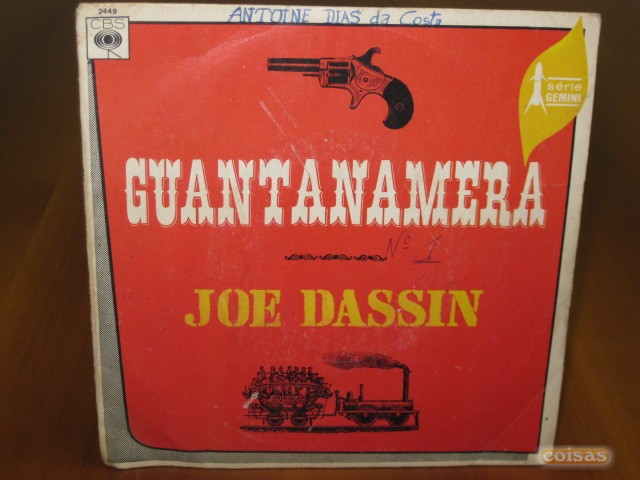 2449
CBS
ANTOINE DIAS da Costa
série
GEMINI
GUANTANAMERA
Nº 1
JOE DASSIN
coisas